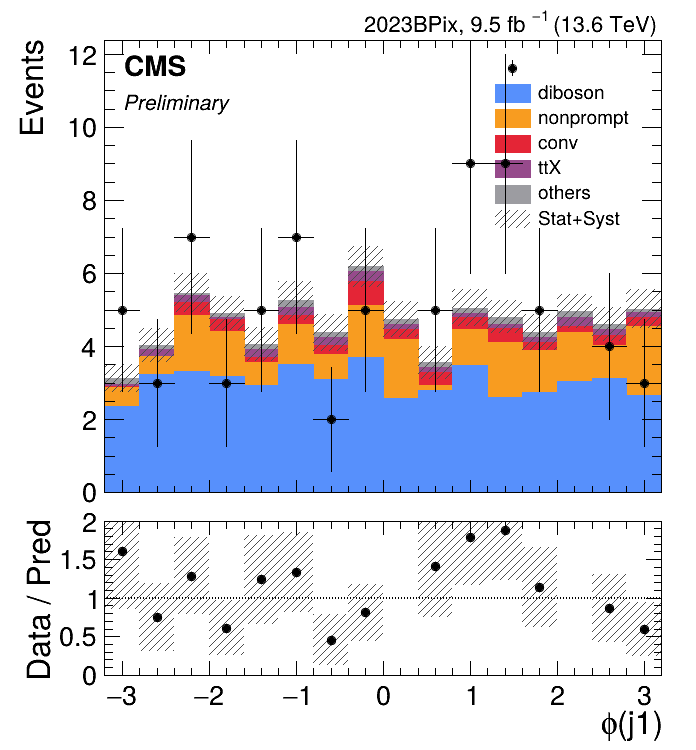 2023BPix, 9.5 fb⁻¹ (13.6 TeV)
Events
12
10
8
6
4
2
0
CMS
Preliminary
diboson
nonprompt
conv
ttX
others
Stat+Syst
Data / Pred
2
1.5
1
0.5
0
−3 −2 −1 0 1 2 3
ϕ(j1)